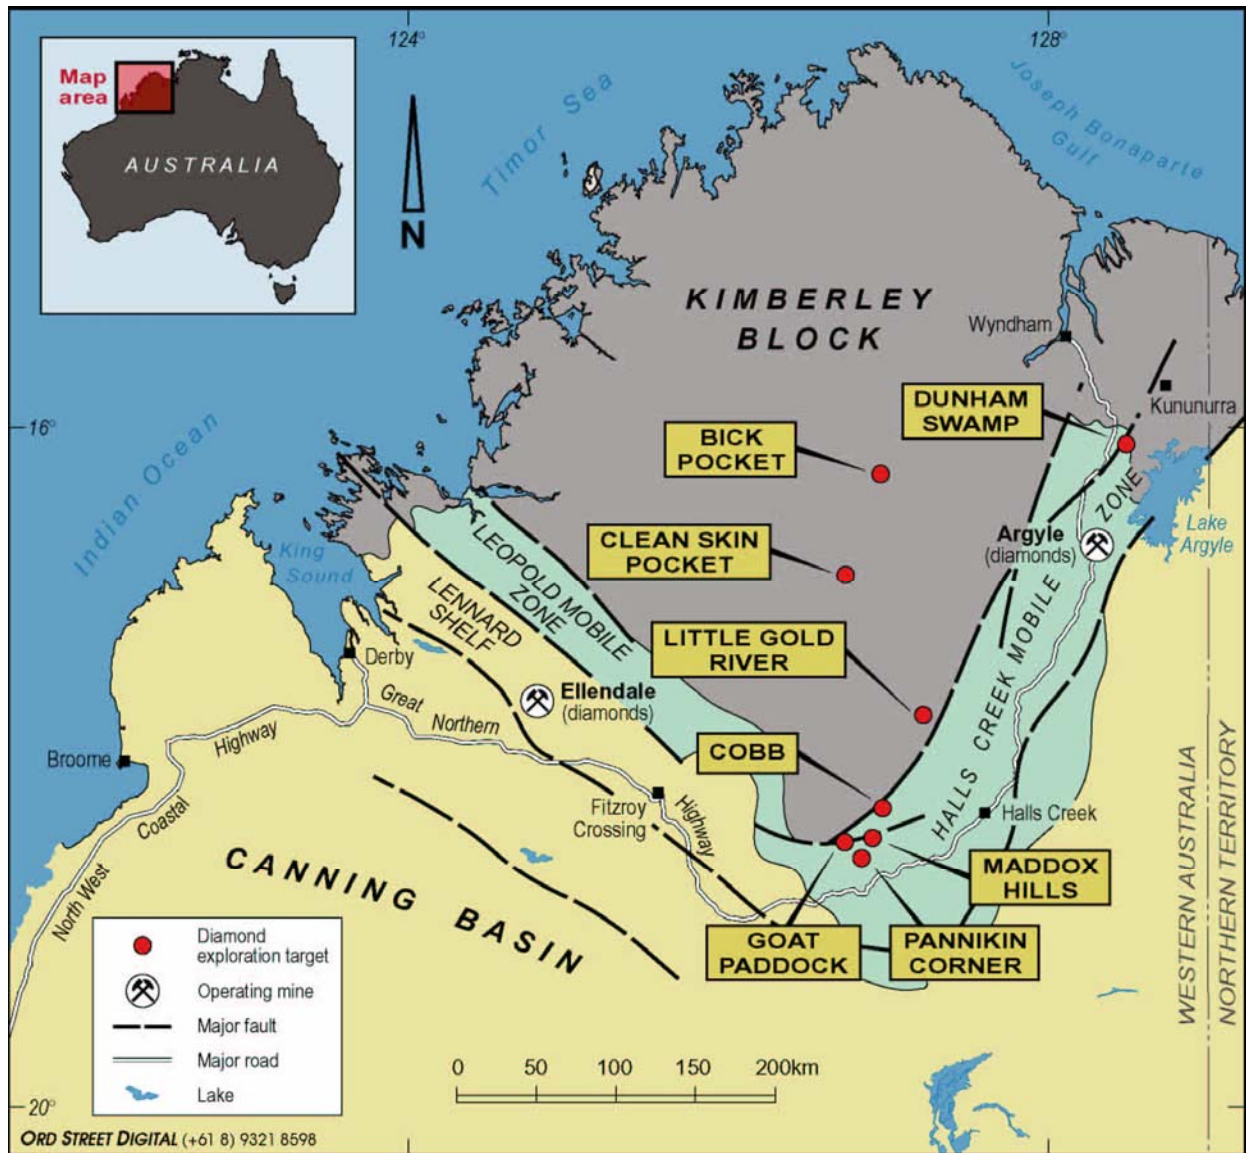 124°
128°
Map
area
AUSTRALIA
Timor Sea
Joseph Bonaparte
Gulf
N
KIMBERLEY
BLOCK
Wyndham
Kununurra
DUNHAM
SWAMP
16°
BICK
POCKET
Indian Ocean
King
Sound
LEOPOLD MOBILE
ZONE
CLEAN SKIN
POCKET
Argyle
(diamonds)
Lake
Argyle
LENNARD
SHELF
HALLS CREEK MOBILE ZONE
Derby
LITTLE GOLD
RIVER
Ellendale
(diamonds)
Great Northern Highway
Broome
North West Coastal Highway
COBB
Fitzroy
Crossing
Halls Creek
MADDOX
HILLS
CANNING BASIN
GOAT
PADDOCK
PANNIKIN
CORNER
WESTERN AUSTRALIA
NORTHERN TERRITORY
Diamond
exploration target
Operating mine
Major fault
Major road
Lake
0 50 100 150 200km
20°
ORD STREET DIGITAL (+61 8) 9321 8598